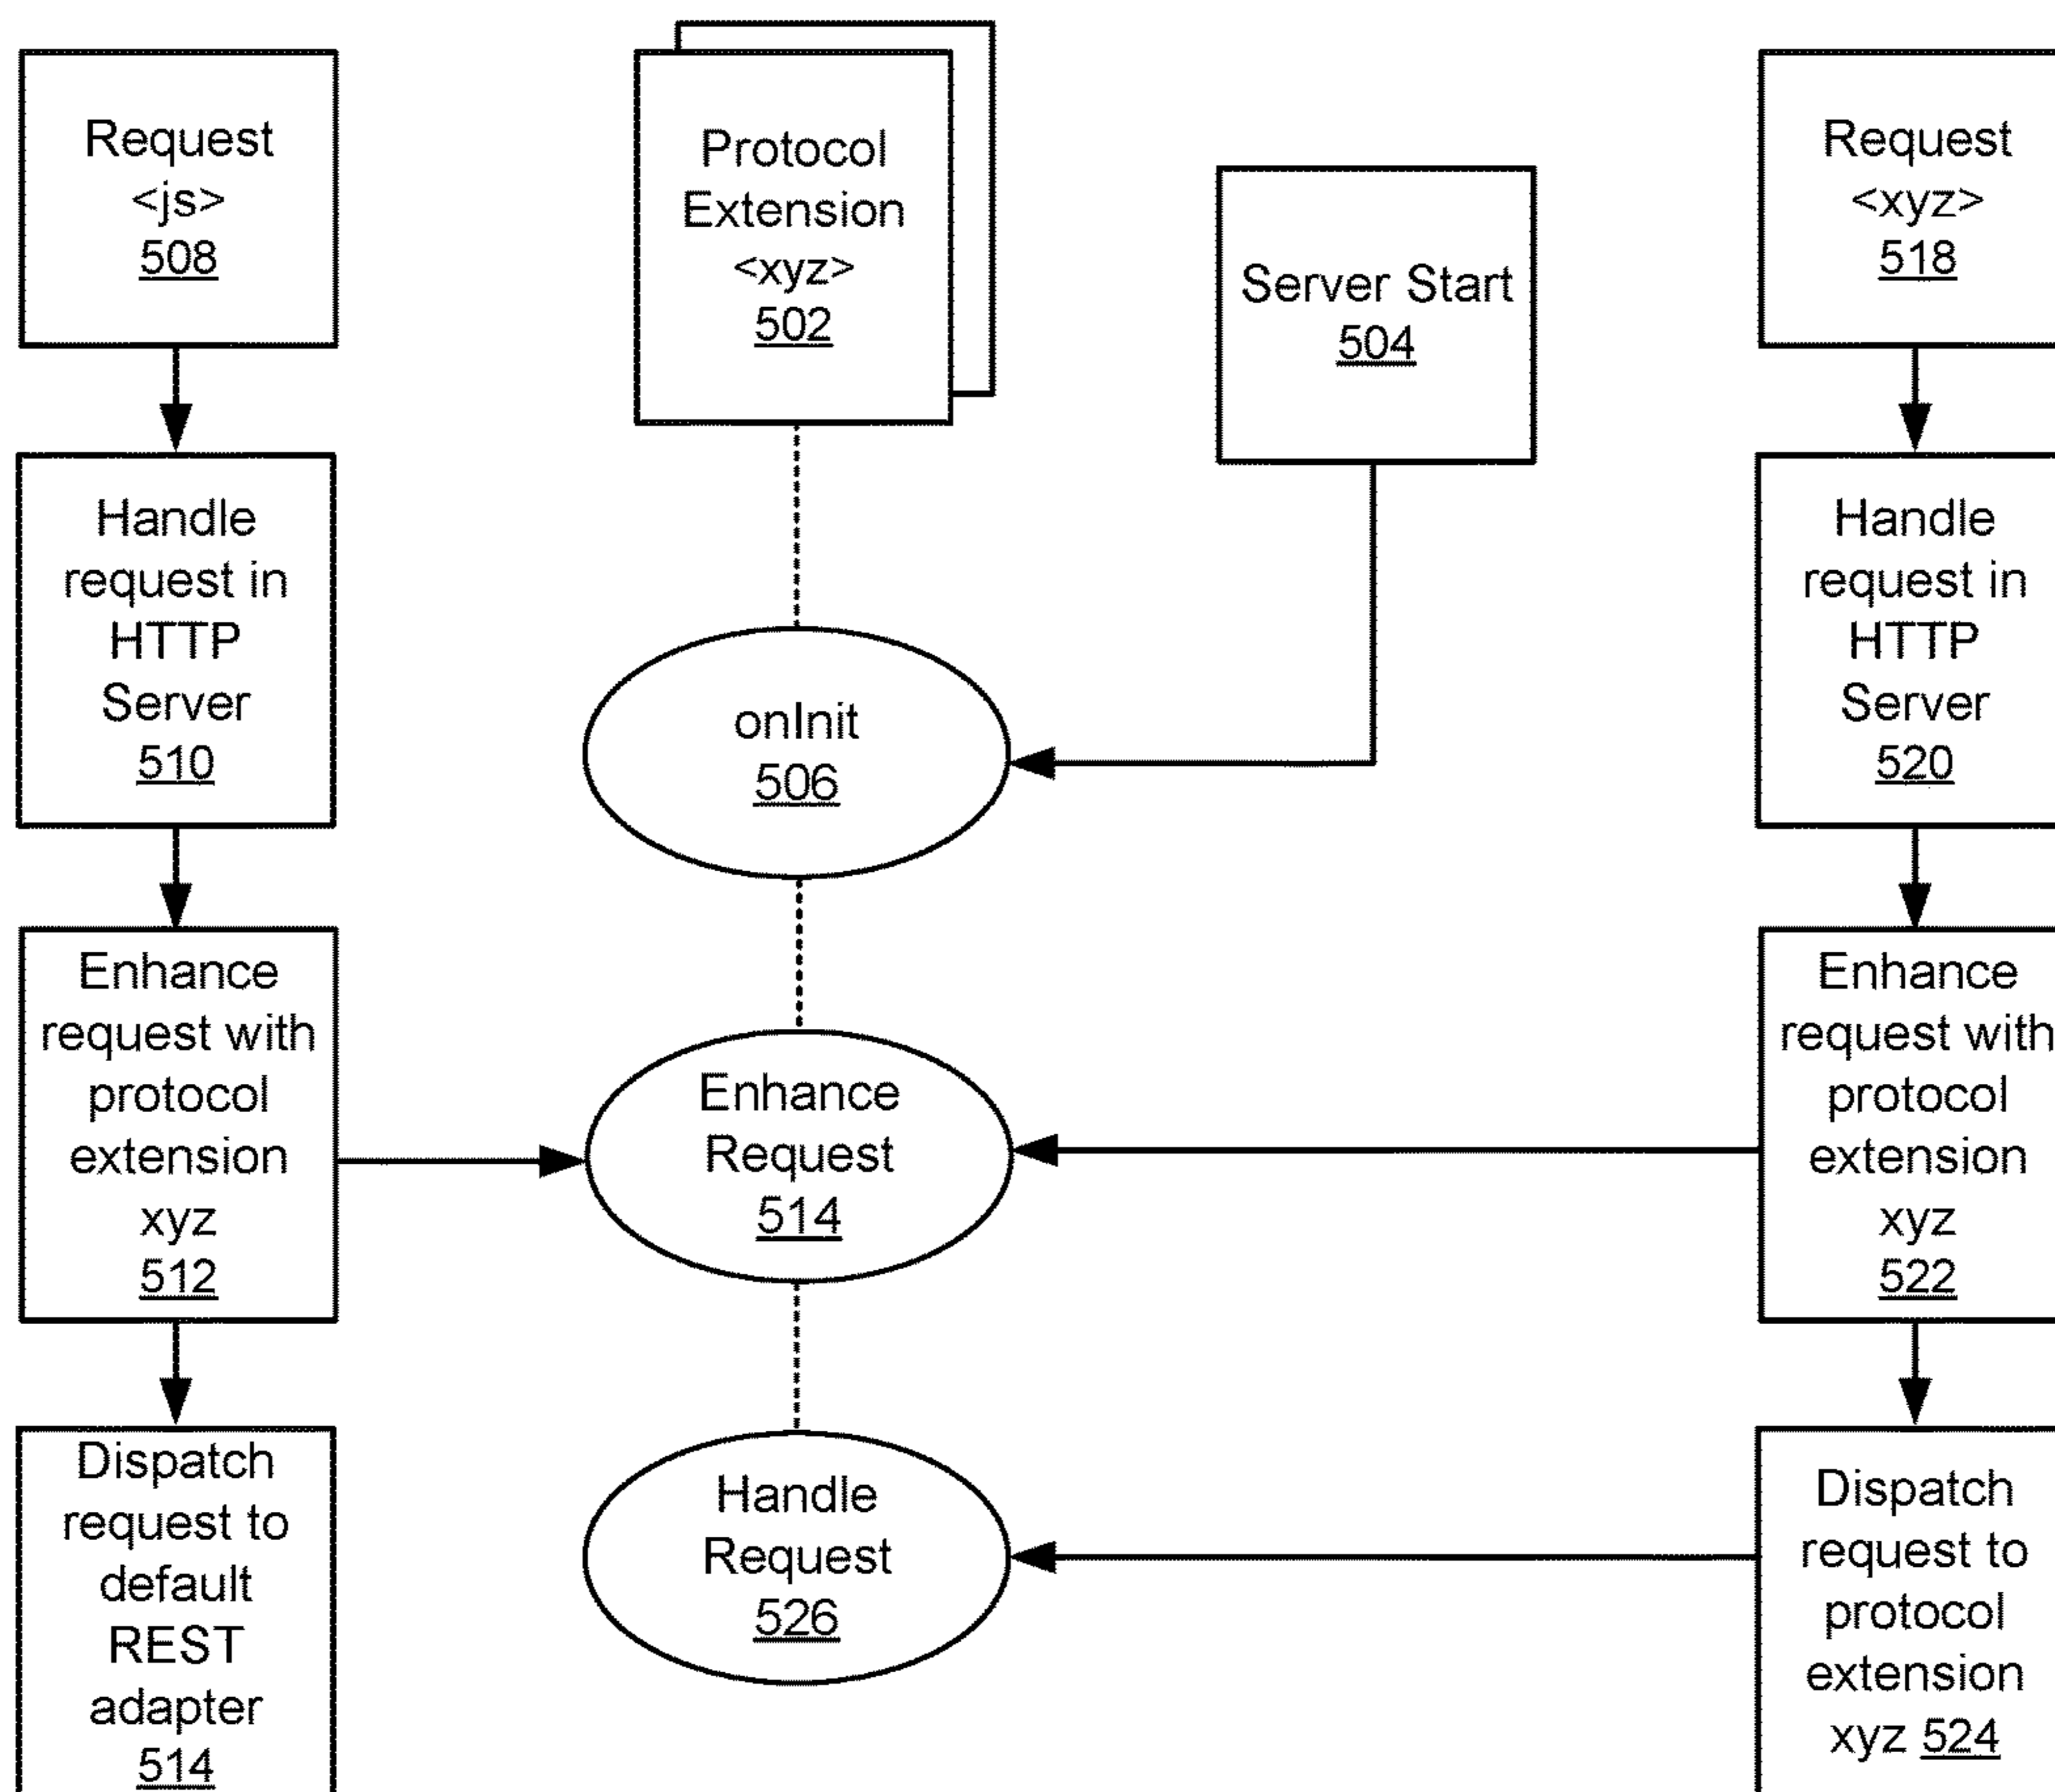 Request
<js>
508
Protocol
Extension
<xyz>
502
Server Start
504
Request
<xyz>
518
Handle
request in
HTTP
Server
510
onInit
506
Handle
request in
HTTP
Server
520
Enhance
request with
protocol
extension
xyz
512
Enhance
Request
514
Enhance
request with
protocol
extension
xyz
522
Dispatch
request to
default
REST
adapter
514
Handle
Request
526
Dispatch
request to
protocol
extension
xyz 524